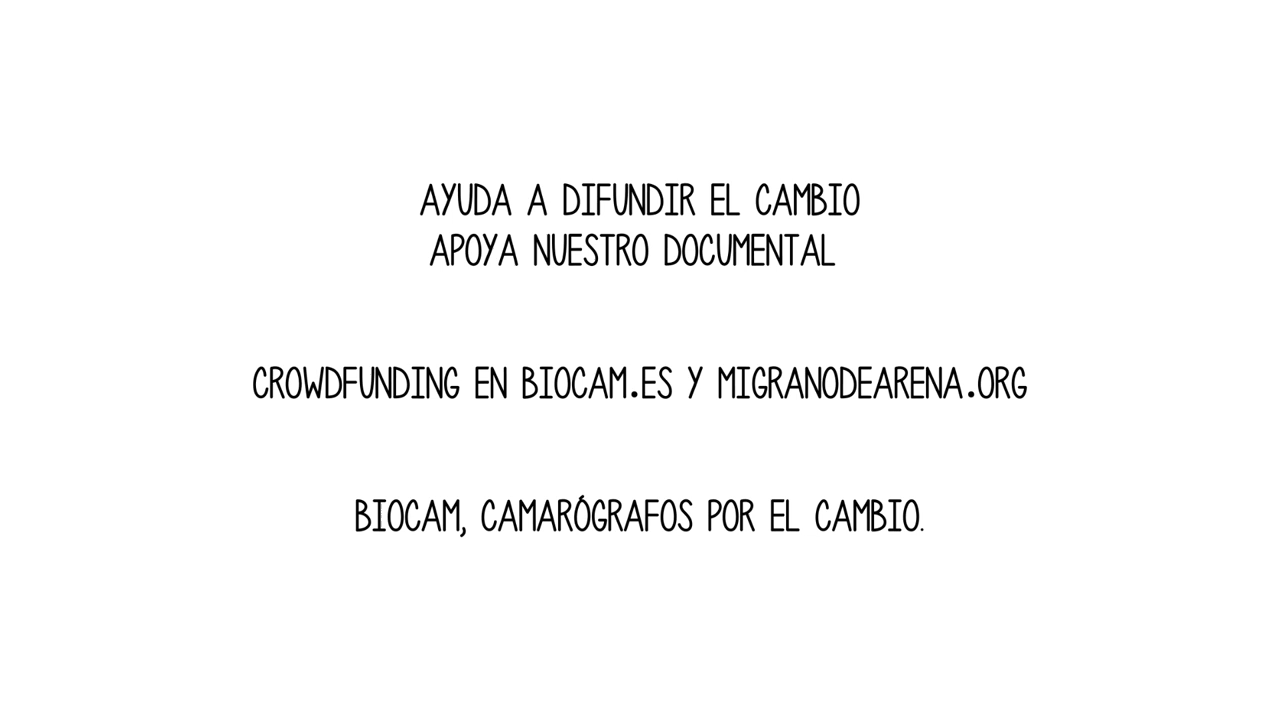 AYUDA A DIFUNDIR EL CAMBIO
APOYA NUESTRO DOCUMENTAL
CROWDFUNDING EN BIOCAM.ES Y MIGRANODEARENA.ORG
BIOCAM, CAMARÓGRAFOS POR EL CAMBIO.